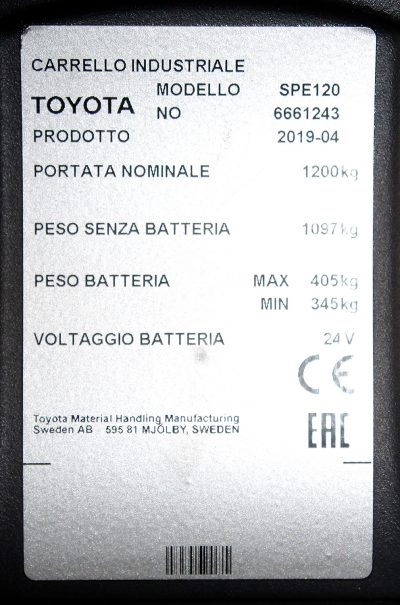 CARRELLO INDUSTRIALE
TOYOTA MODELLO SPE120
NO 6661243
PRODOTTO 2019-04
PORTATA NOMINALE 1200kg
PESO SENZA BATTERIA 1097kg
PESO BATTERIA MAX 405kg
MIN 345kg
VOLTAGGIO BATTERIA 24 V
CE
Toyota Material Handling Manufacturing
Sweden AB - 595 81 MJÖLBY, SWEDEN
EAC